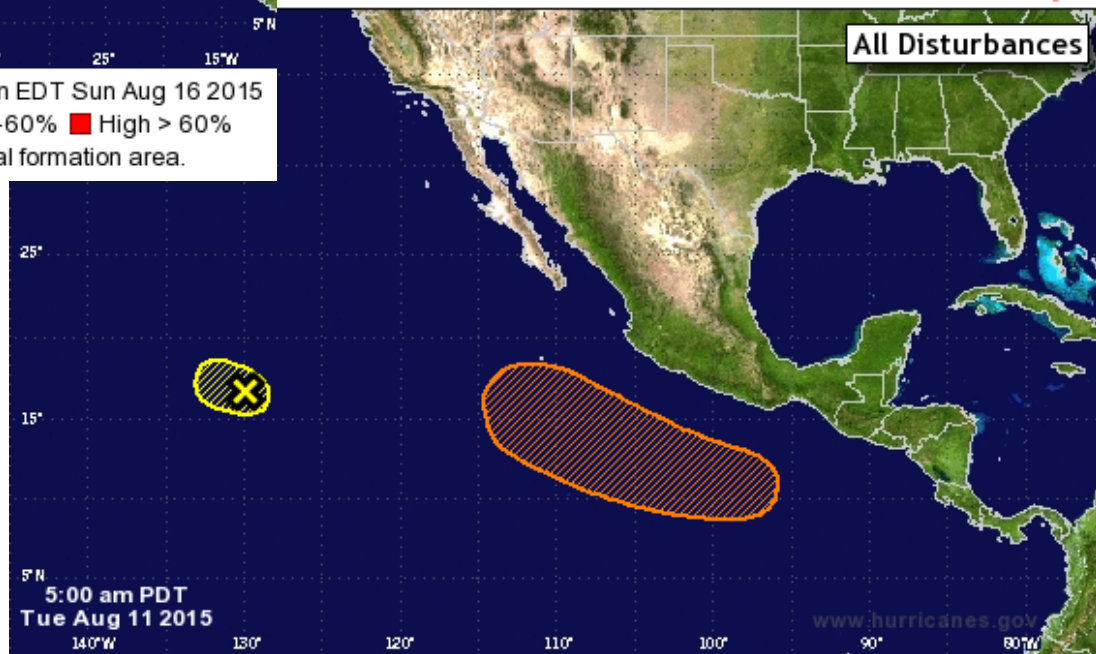 5°N
25° 15°W
EDT Sun Aug 16 2015
60% High > 60%
formation area.
All Disturbances
25°
15°
5°N
5:00 am PDT
Tue Aug 11 2015
www.hurricanes.gov
140°W 130° 120° 110° 100° 90° 80°W